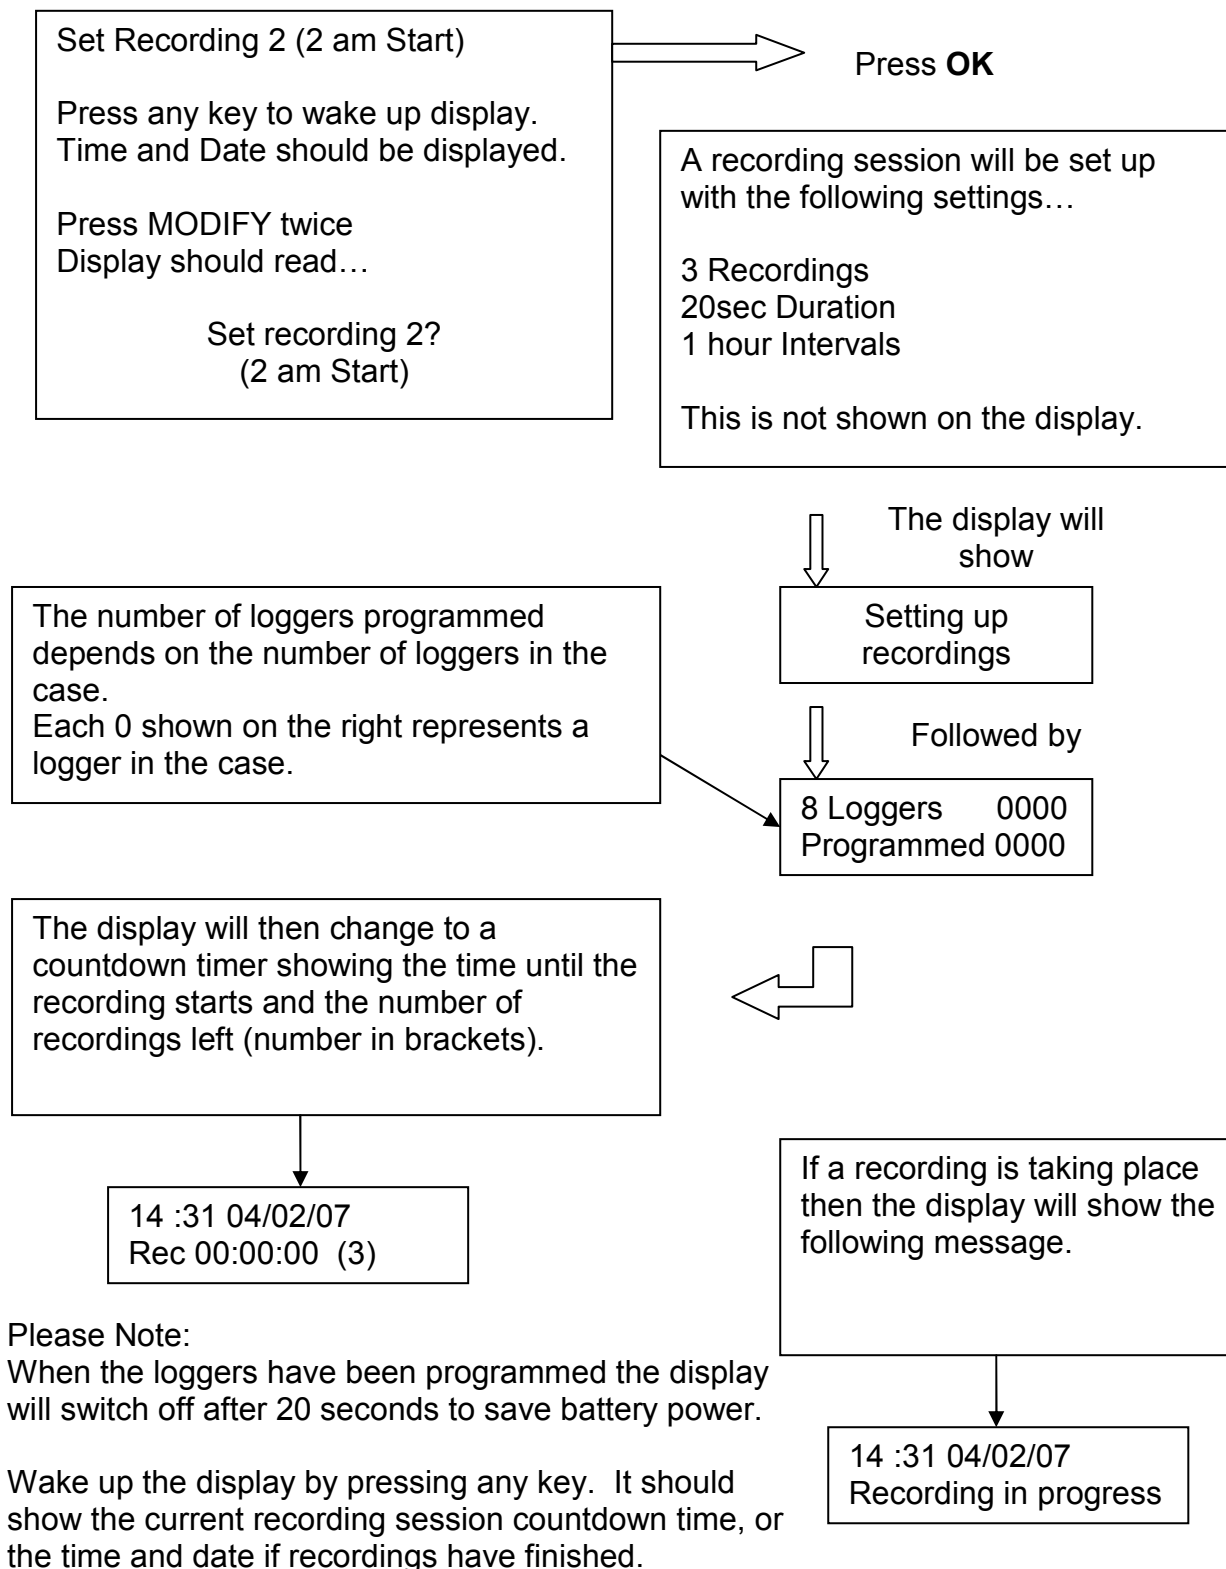 Set Recording 2 (2 am Start)
Press any key to wake up display.
Time and Date should be displayed.
Press MODIFY twice
Display should read…
Set recording 2?
(2 am Start)
Press OK
A recording session will be set up
with the following settings…
3 Recordings
20sec Duration
1 hour Intervals
This is not shown on the display.
The display will
show
Setting up
recordings
Followed by
The number of loggers programmed
depends on the number of loggers in the
case.
Each 0 shown on the right represents a
logger in the case.
8 Loggers 0000
Programmed 0000
The display will then change to a
countdown timer showing the time until the
recording starts and the number of
recordings left (number in brackets).
14 :31 04/02/07
Rec 00:00:00 (3)
If a recording is taking place
then the display will show the
following message.
14 :31 04/02/07
Recording in progress
Please Note:
When the loggers have been programmed the display
will switch off after 20 seconds to save battery power.
Wake up the display by pressing any key. It should
show the current recording session countdown time, or
the time and date if recordings have finished.